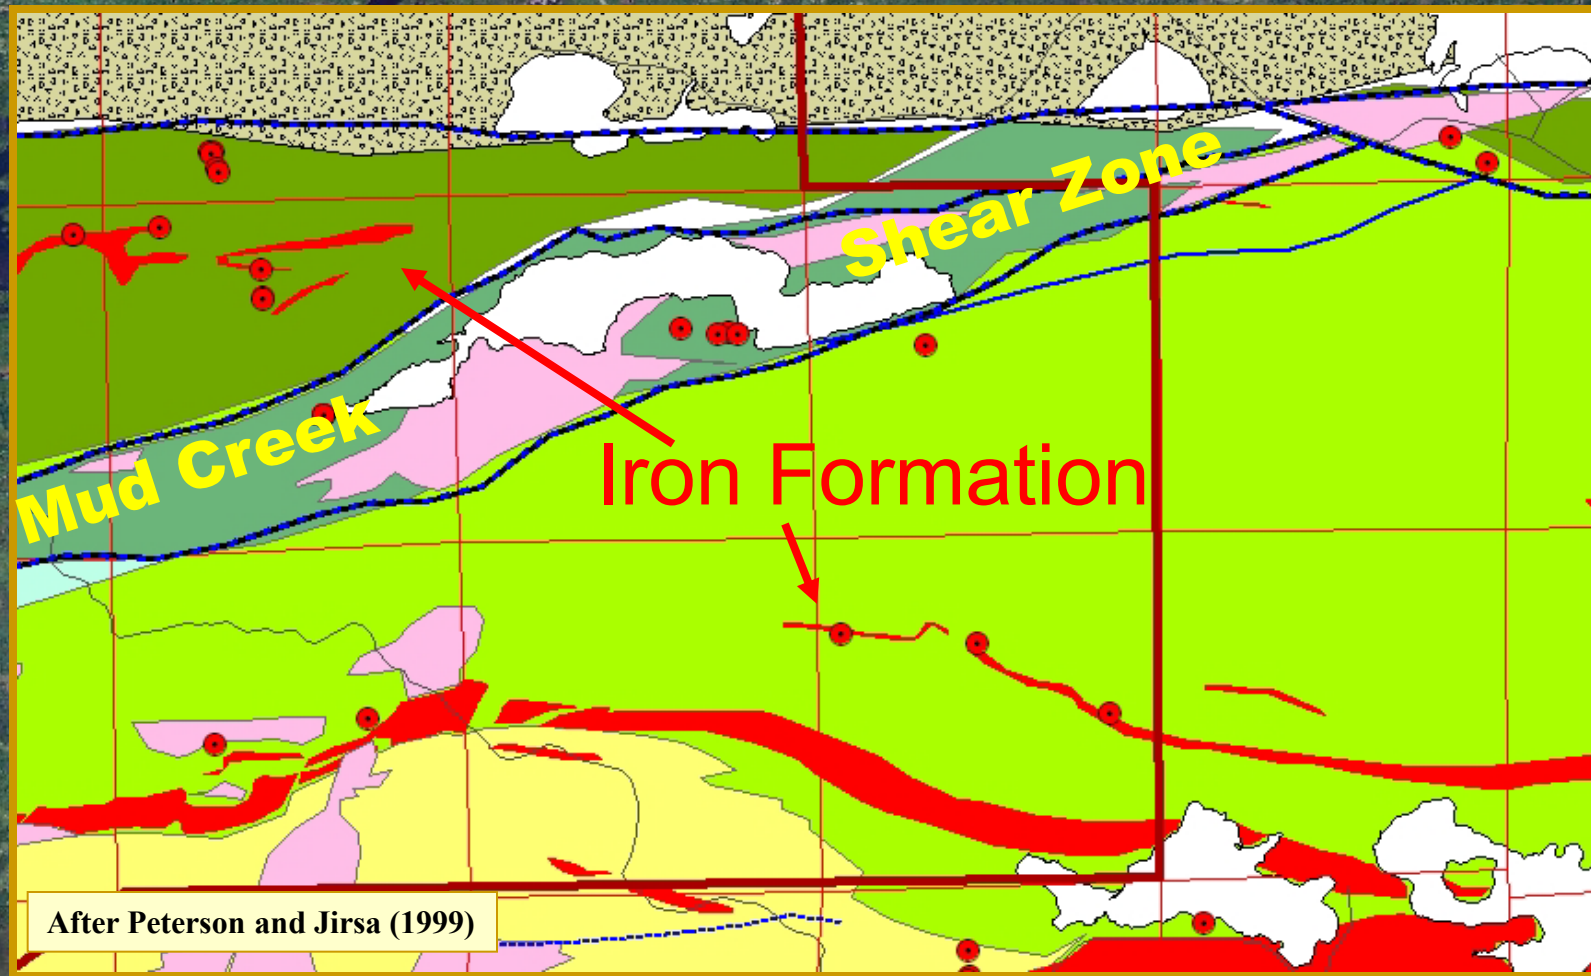 Shear Zone
Mud Creek
Iron Formation
After Peterson and Jirsa (1999)